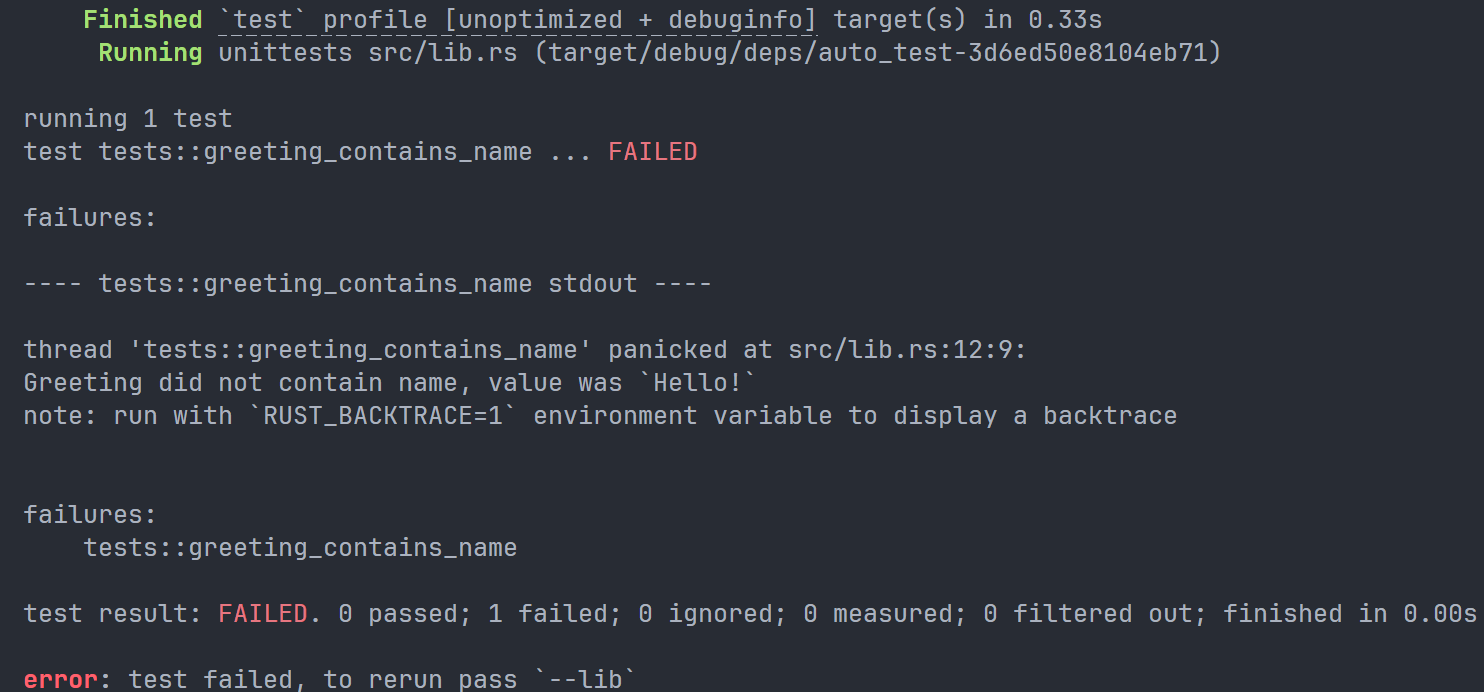 Finished `test` profile [unoptimized + debuginfo] target(s) in 0.33s
Running unittests src/lib.rs (target/debug/deps/auto_test-3d6ed50e8104eb71)
running 1 test
test tests::greeting_contains_name ... FAILED
failures:
---- tests::greeting_contains_name stdout ----
thread 'tests::greeting_contains_name' panicked at src/lib.rs:12:9:
Greeting did not contain name, value was `Hello!`
note: run with `RUST_BACKTRACE=1` environment variable to display a backtrace
failures:
tests::greeting_contains_name
test result: FAILED. 0 passed; 1 failed; 0 ignored; 0 measured; 0 filtered out; finished in 0.00s
error: test failed, to rerun pass `--lib`